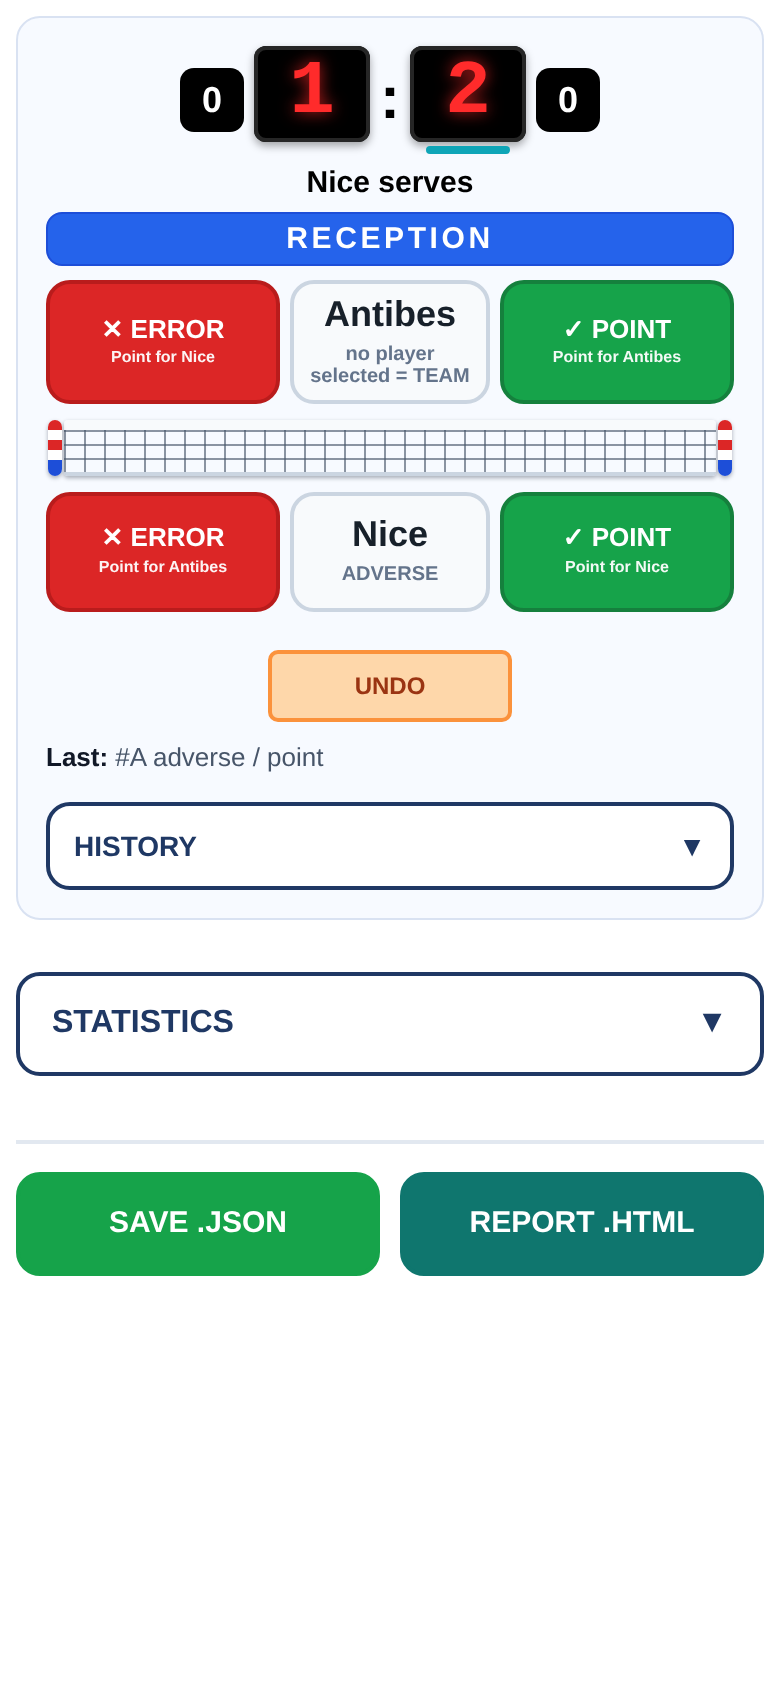 0 1 : 2 0
Nice serves
RECEPTION
✕ ERROR
Point for Nice
Antibes
no player
selected = TEAM
✓ POINT
Point for Antibes
✕ ERROR
Point for Antibes
Nice
ADVERSE
✓ POINT
Point for Nice
UNDO
Last: #A adverse / point
HISTORY ▼
STATISTICS ▼
SAVE .JSON
REPORT .HTML